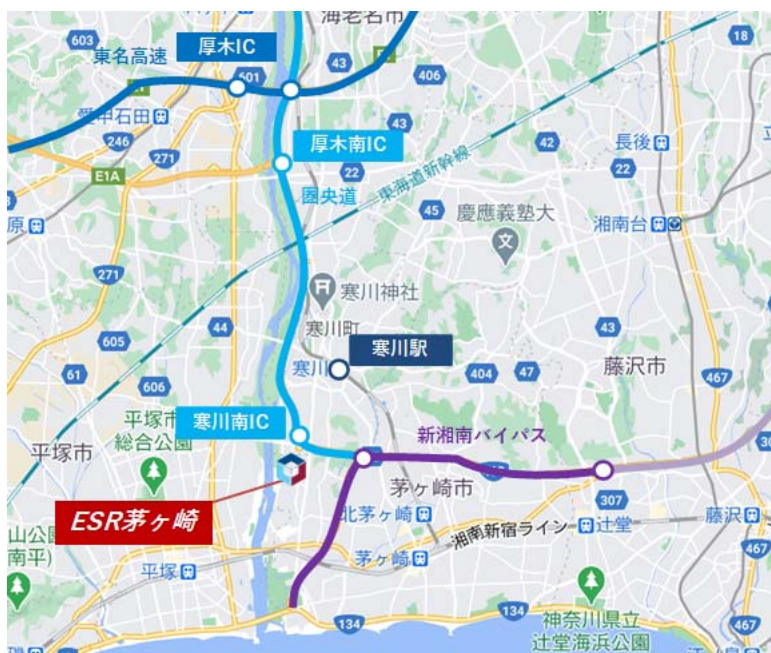 603
海老名市
18
厚木IC
東名高速
601
43
406
E1
愛甲石田
246
厚木南IC
43
42
長後
271
22
22
E1A
圏央道
東海道新幹線
45
慶應義塾大
湘南台
原
文
271
寒川神社
44
寒川町
43
605
寒川駅
寒川
藤沢市
61
606
404
47
467
平塚市
総合公園
寒川南IC
新湘南バイパス
平塚市
茅ヶ崎市
ESR茅ヶ崎
307
北茅ヶ崎
湘南新宿ライン
辻堂
藤沢
山公
南平)
467
平塚
茅ヶ崎
134
134
神奈川県立
辻堂海浜公園
467